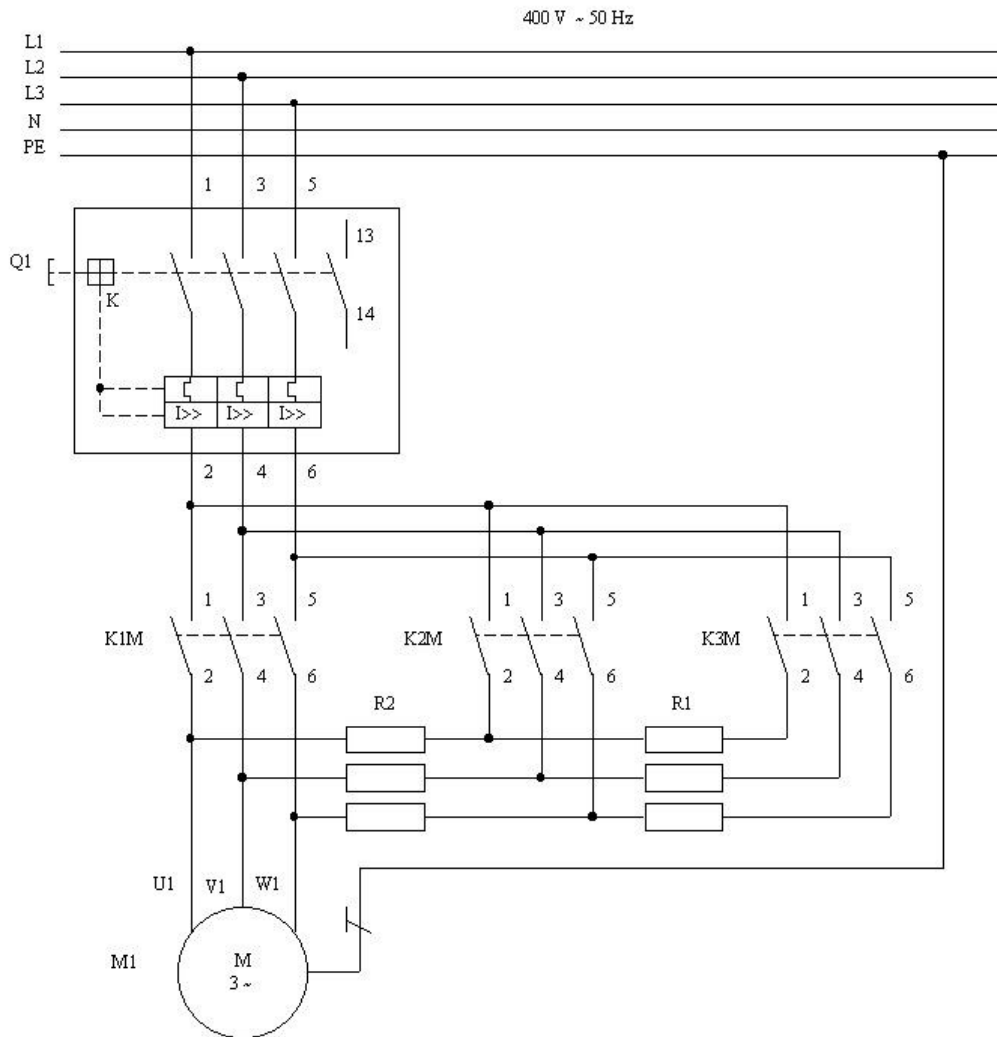 400 V ~ 50 Hz
L1
L2
L3
N
PE
1 3 5
13
Q1
K
14
I>> I>> I>>
2 4 6
1 3 5 1 3 5 1 3 5
K1M K2M K3M
2 4 6 2 4 6 2 4 6
R2 R1
U1 V1 W1
M1 M
3 ~